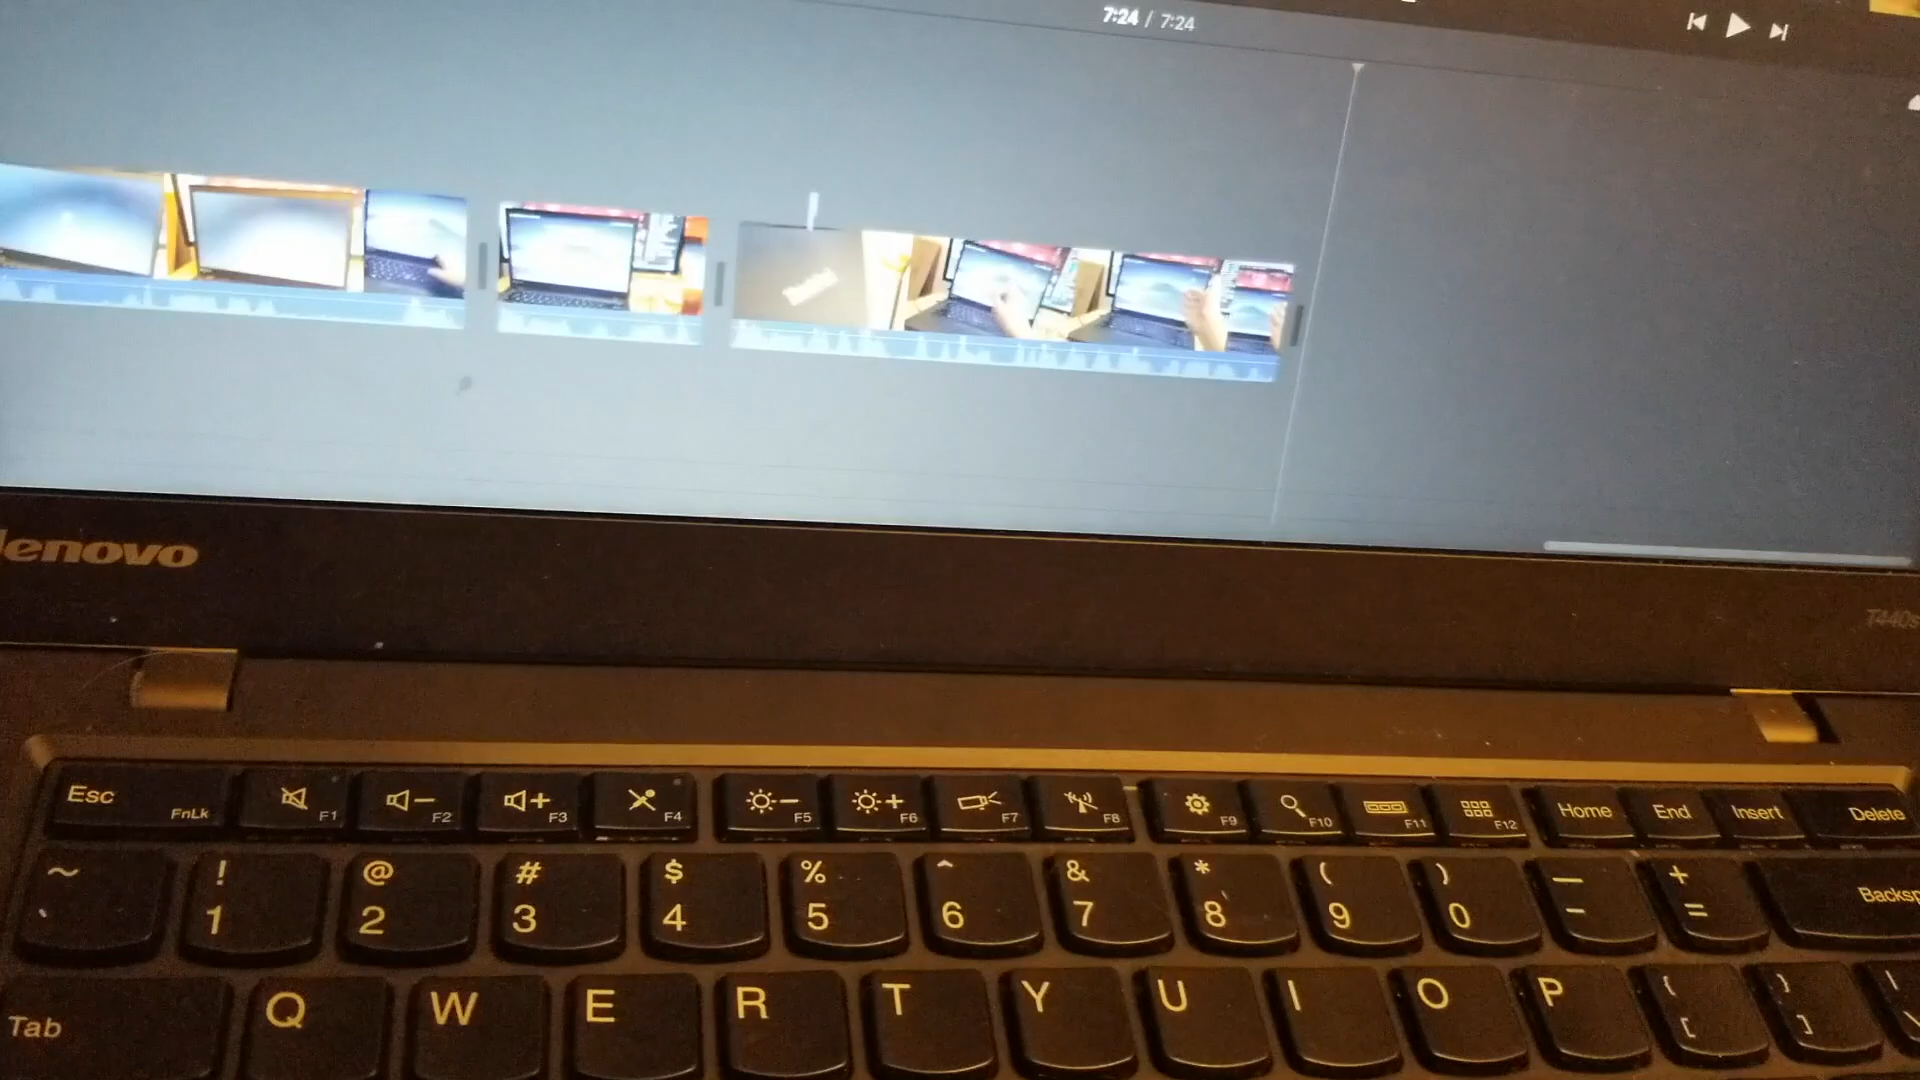 7:24 / 7:24
lenovo
T440s
Esc FnLk F1 F2 F3 F4 F5 F6 F7 F8 F9 F10 F11 F12 Home End Insert Delete
~ ! @ # $ % ^ & * ( ) — +
` 1 2 3 4 5 6 7 8 9 0 - = Backsp
Tab Q W E R T Y U I O P { [ } ] | \